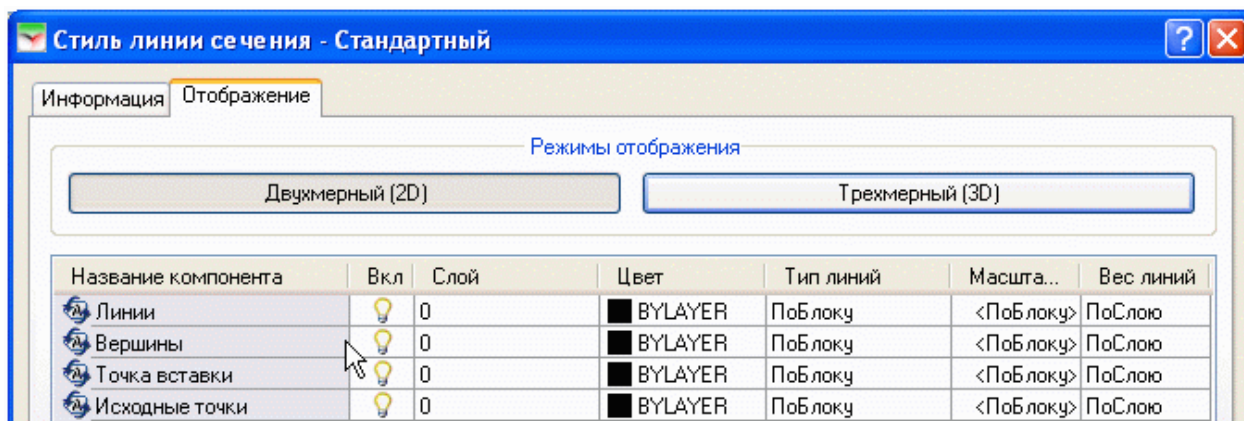 Стиль линии сечения - Стандартный
Информация Отображение
Режимы отображения
Двухмерный (2D) Трехмерный (3D)
Название компонента Вкл Слой Цвет Тип линий Масшта... Вес линий
Линии 0 BYLAYER ПоБлоку <ПоБлоку> ПоСлою
Вершины 0 BYLAYER ПоБлоку <ПоБлоку> ПоСлою
Точка вставки 0 BYLAYER ПоБлоку <ПоБлоку> ПоСлою
Исходные точки 0 BYLAYER ПоБлоку <ПоБлоку> ПоСлою